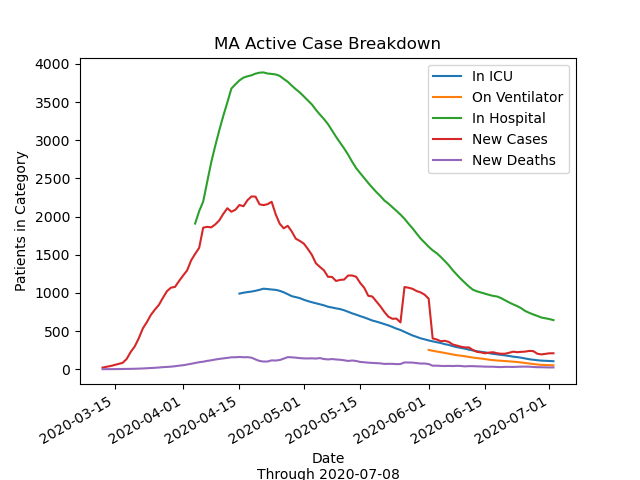 MA Active Case Breakdown
Patients in Category
4000
3500
3000
2500
2000
1500
1000
500
0
In ICU
On Ventilator
In Hospital
New Cases
New Deaths
2020-03-15
2020-04-01
2020-04-15
2020-05-01
2020-05-15
2020-06-01
2020-06-15
2020-07-01
Date
Through 2020-07-08